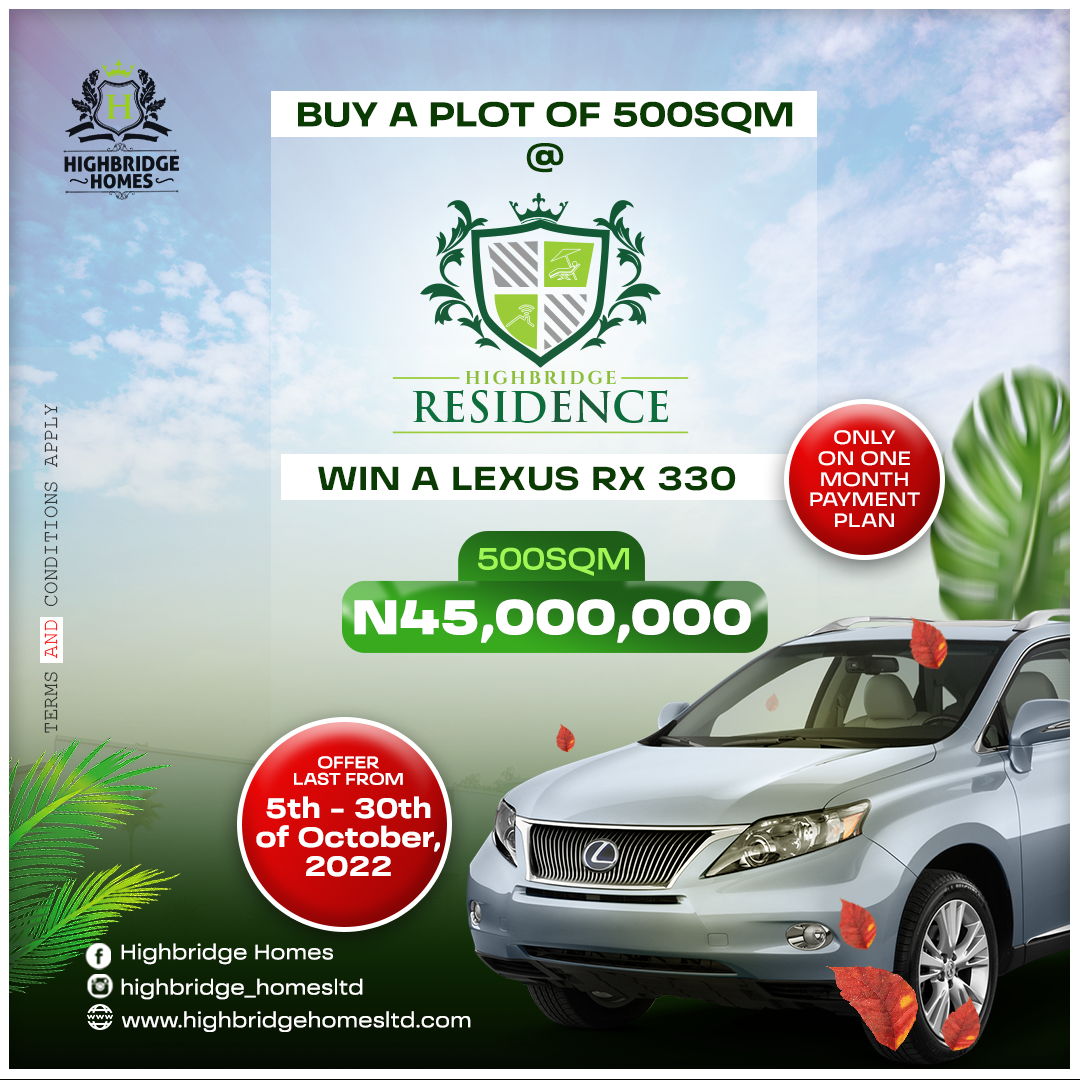 HIGHBRIDGE
HOMES
BUY A PLOT OF 500SQM
@
HIGHBRIDGE
RESIDENCE
WIN A LEXUS RX 330
ONLY
ON ONE
MONTH
PAYMENT
PLAN
500SQM
N45,000,000
TERMS AND CONDITIONS APPLY
OFFER
LAST FROM
5th - 30th
of October,
2022
Highbridge Homes
highbridge_homesltd
www.highbridgehomesltd.com